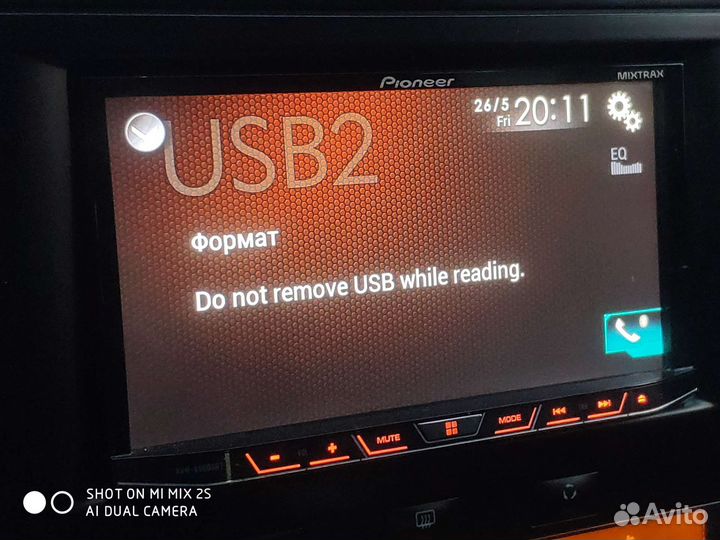 Pioneer
MIXTRAX
USB2
26/5
Fri
20:11
EQ
Формат
Do not remove USB while reading.
MUTE
MODE
SHOT ON MI MIX 2S
AI DUAL CAMERA
Avito